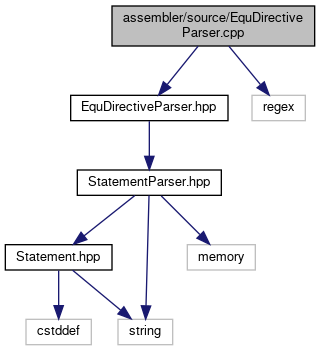 assembler/source/EquDirective
Parser.cpp
EquDirectiveParser.hpp
regex
StatementParser.hpp
Statement.hpp
memory
cstddef
string